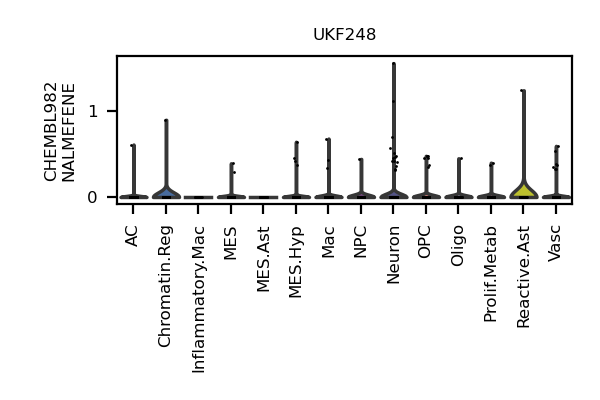 UKF248
CHEMBL982
NALMEFENE
1
0
AC
Chromatin.Reg
Inflammatory.Mac
MES
MES.Ast
MES.Hyp
Mac
NPC
Neuron
OPC
Oligo
Prolif.Metab
Reactive.Ast
Vasc